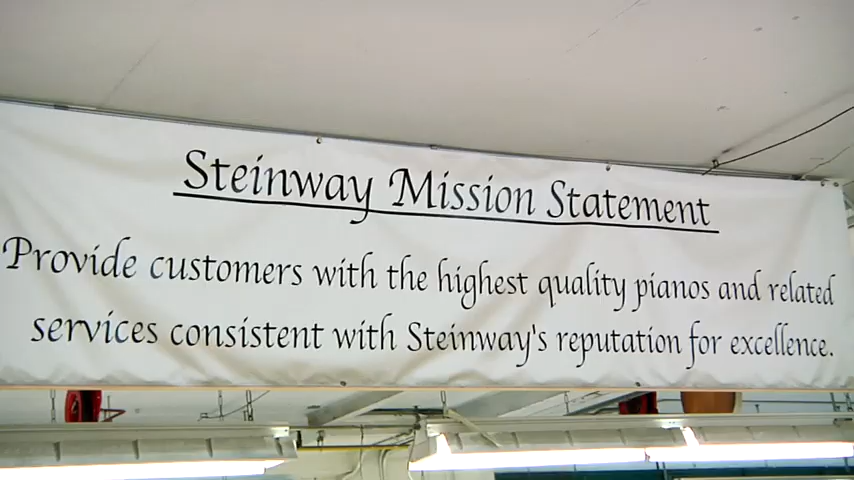 Steinway Mission Statement
Provide customers with the highest quality pianos and related
services consistent with Steinway's reputation for excellence.